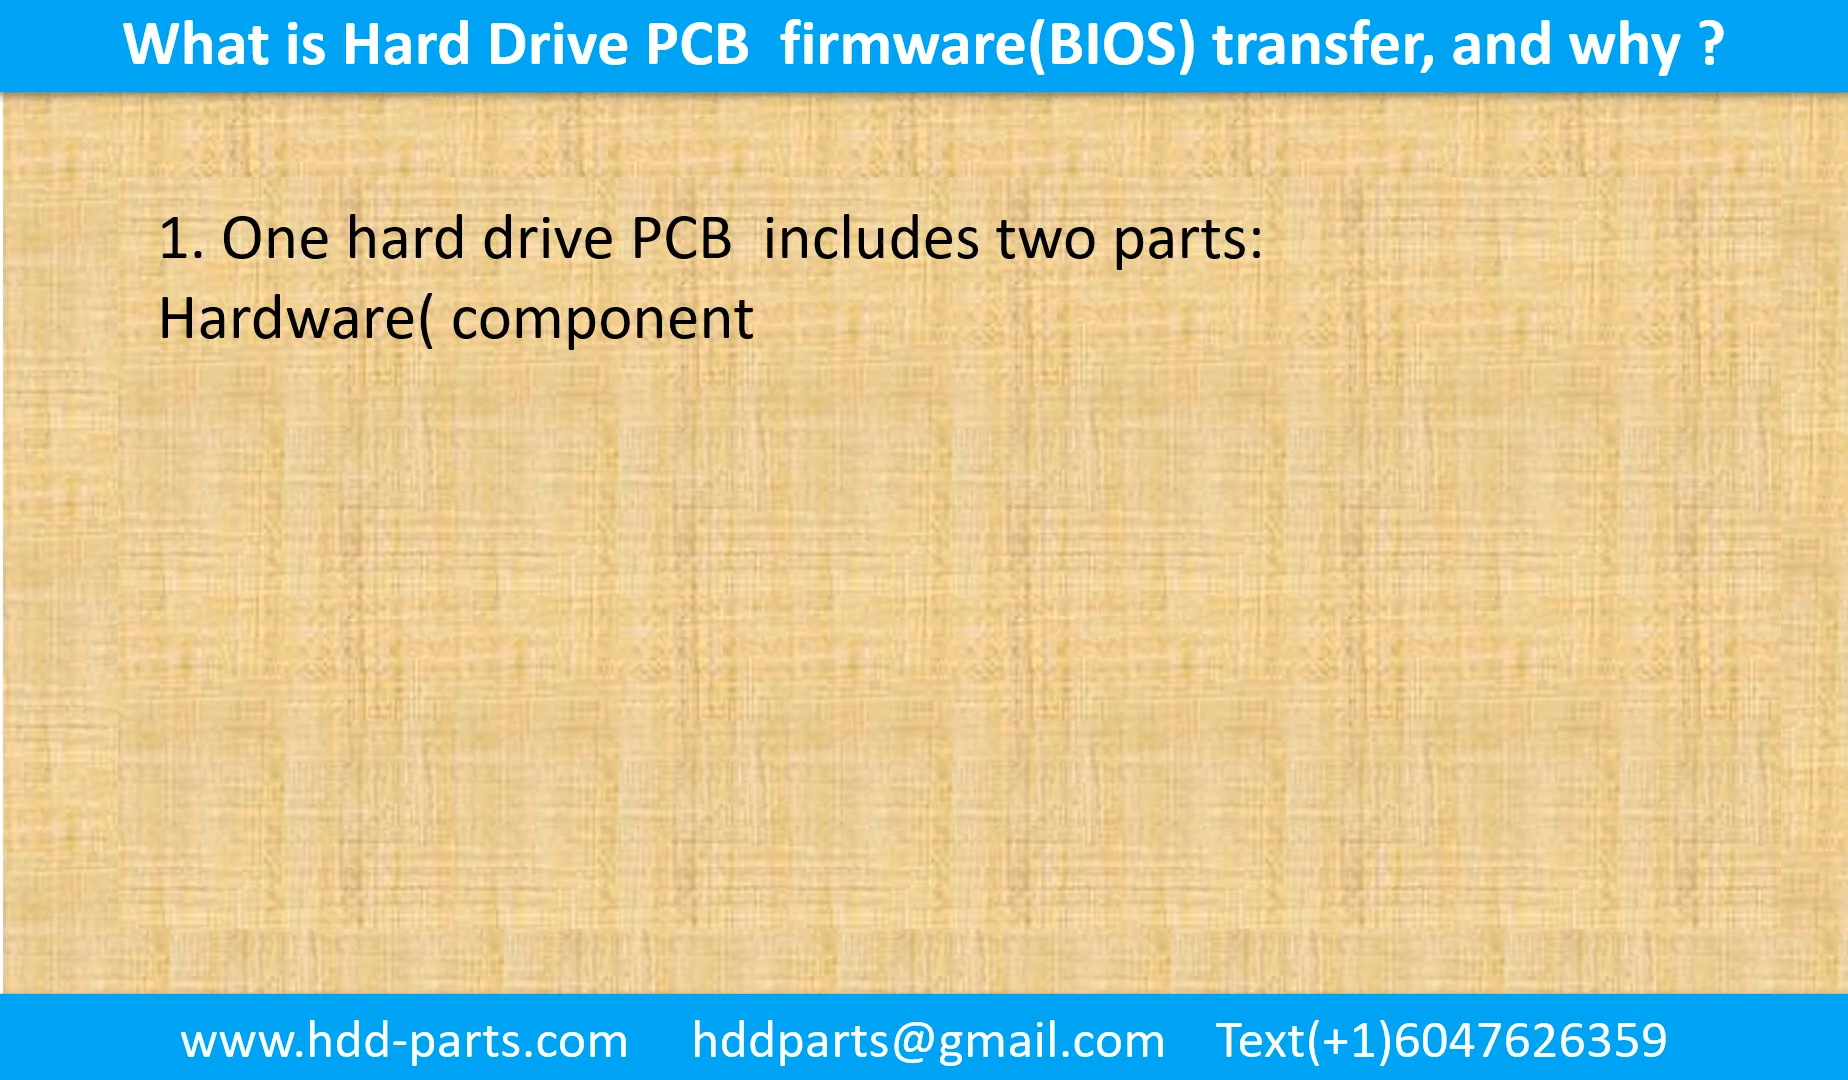 What is Hard Drive PCB  firmware(BIOS) transfer, and why ?
1. One hard drive PCB  includes two parts:
Hardware( component
www.hdd-parts.com hddparts@gmail.com Text(+1)6047626359